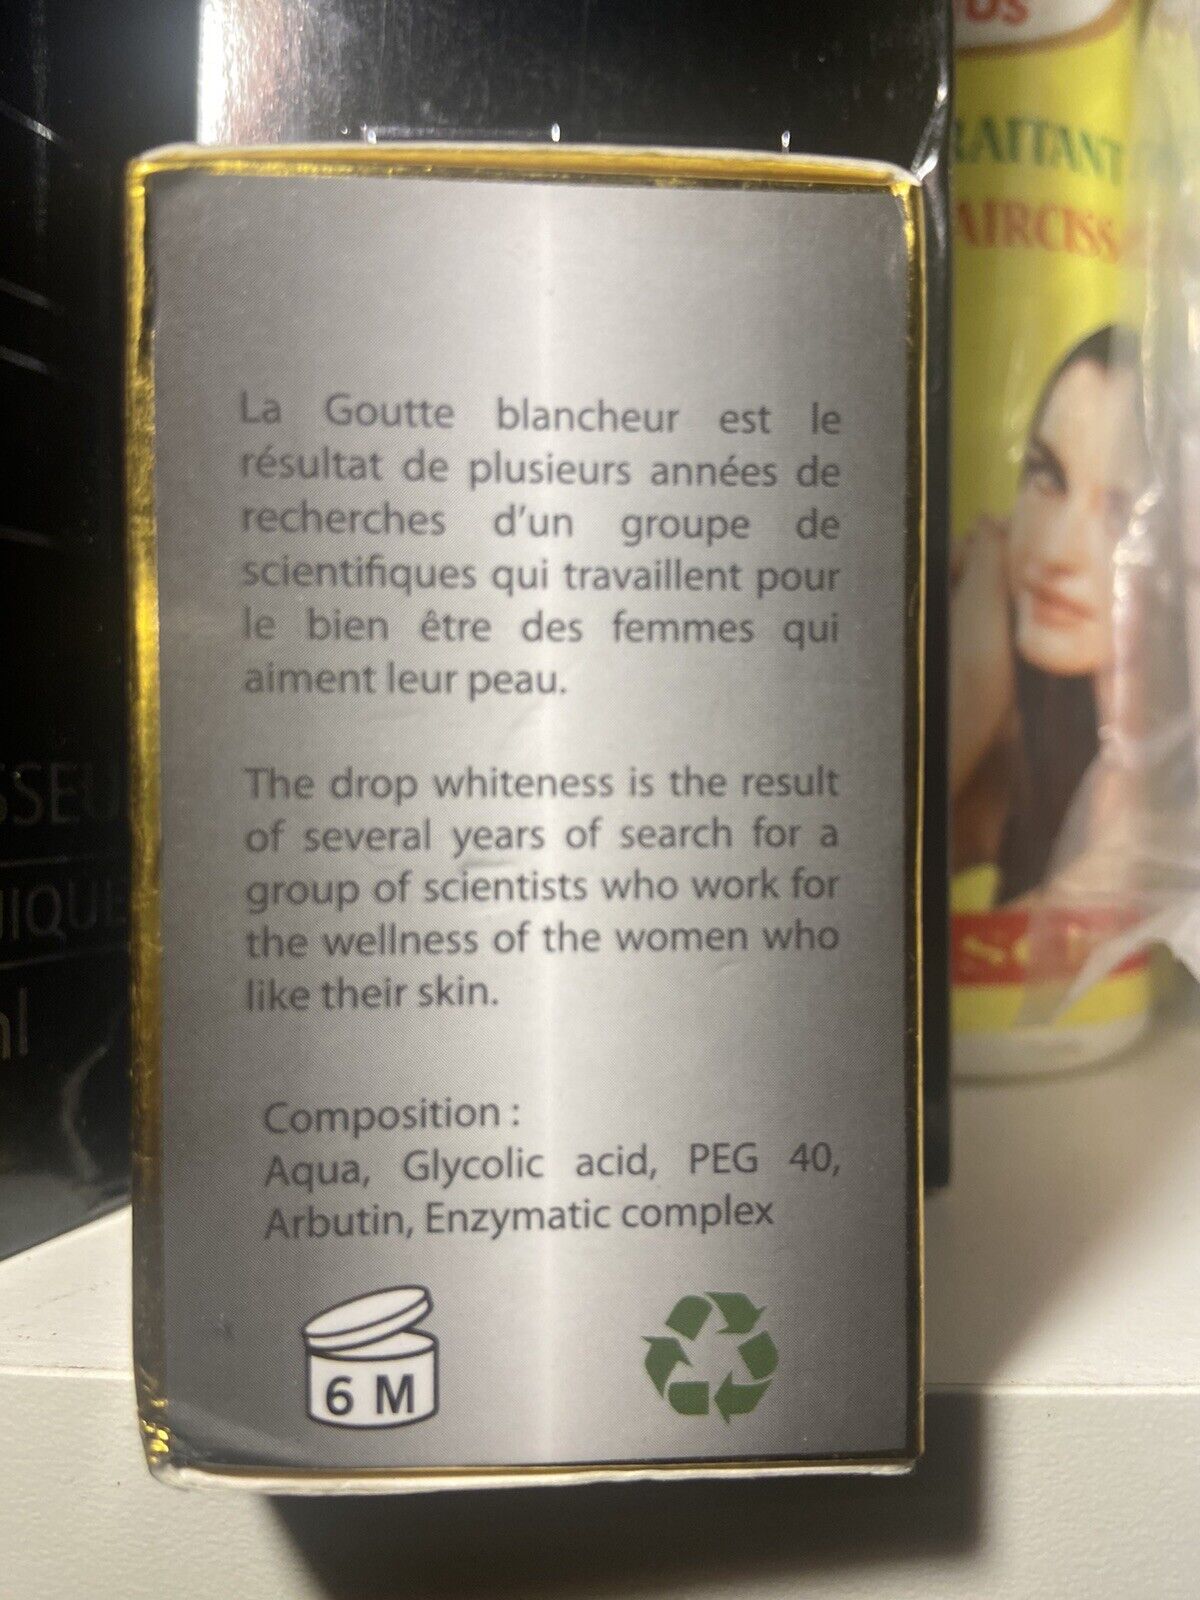 La Goutte blancheur est le
résultat de plusieurs années de
recherches d'un groupe de
scientifiques qui travaillent pour
le bien être des femmes qui
aiment leur peau.
The drop whiteness is the result
of several years of search for a
group of scientists who work for
the wellness of the women who
like their skin.
Composition :
Aqua, Glycolic acid, PEG 40,
Arbutin, Enzymatic complex
6 M